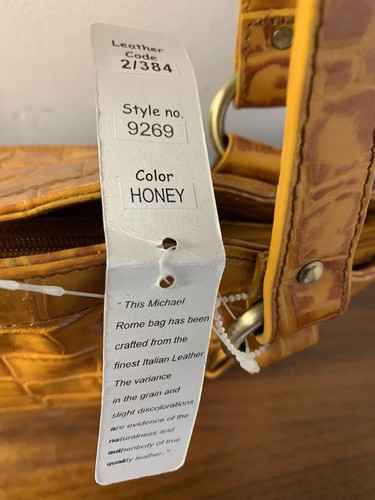 Leather
Code
2/384
Style no.
9269
Color
HONEY
" This Michael
Rome bag has been
crafted from the
finest Italian Leather.
The variance
in the grain and
slight discolorations
are evidence of the
naturalness and
authenticity of true
quality leather. "